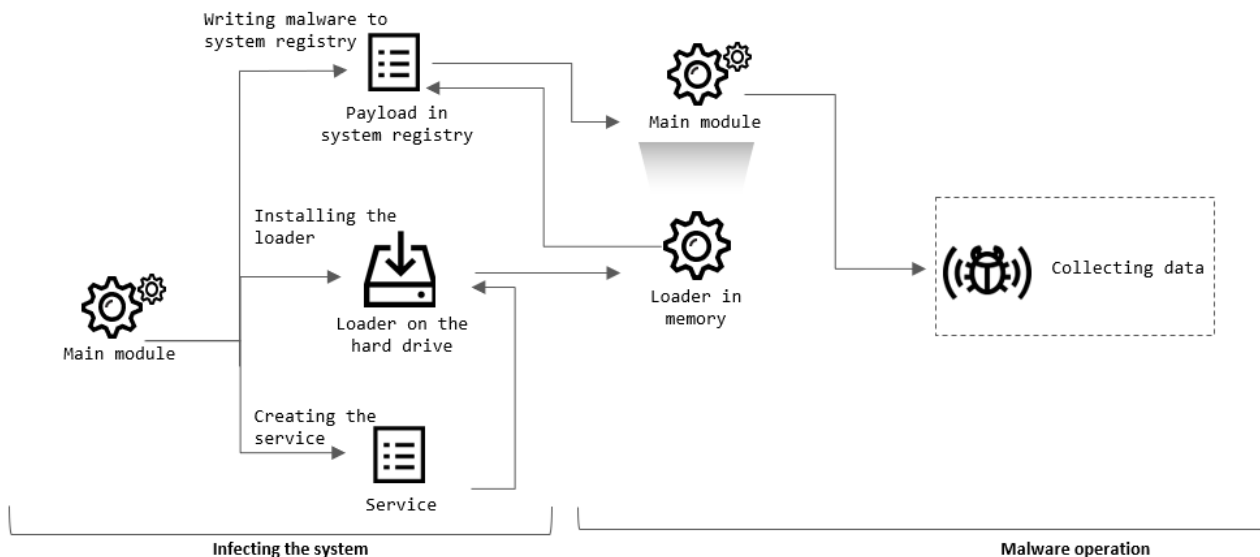 Writing malware to
system registry
Payload in
system registry
Main module
Installing the
loader
Loader on the
hard drive
Loader in
memory
Collecting data
Main module
Creating the
service
Service
Infecting the system
Malware operation